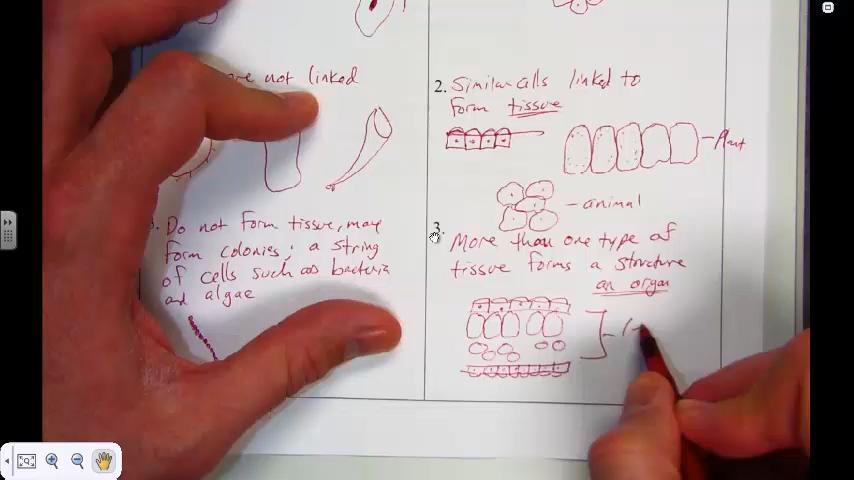 are not linked
Do not form tissue, may
form colonies; a string
of cells such as bacteria
and algae
2. Similar cells linked to
form tissue
Plant
animal
3.
More than one type of
tissue forms a structure
an organ